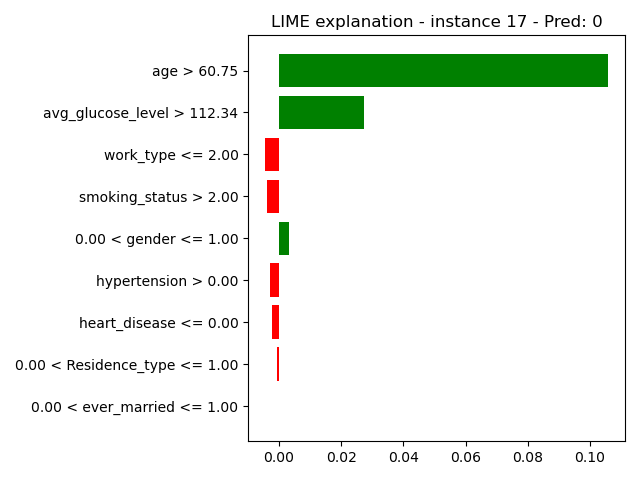 LIME explanation - instance 17 - Pred: 0
age > 60.75
avg_glucose_level > 112.34
work_type <= 2.00
smoking_status > 2.00
0.00 < gender <= 1.00
hypertension > 0.00
heart_disease <= 0.00
0.00 < Residence_type <= 1.00
0.00 < ever_married <= 1.00
0.00 0.02 0.04 0.06 0.08 0.10